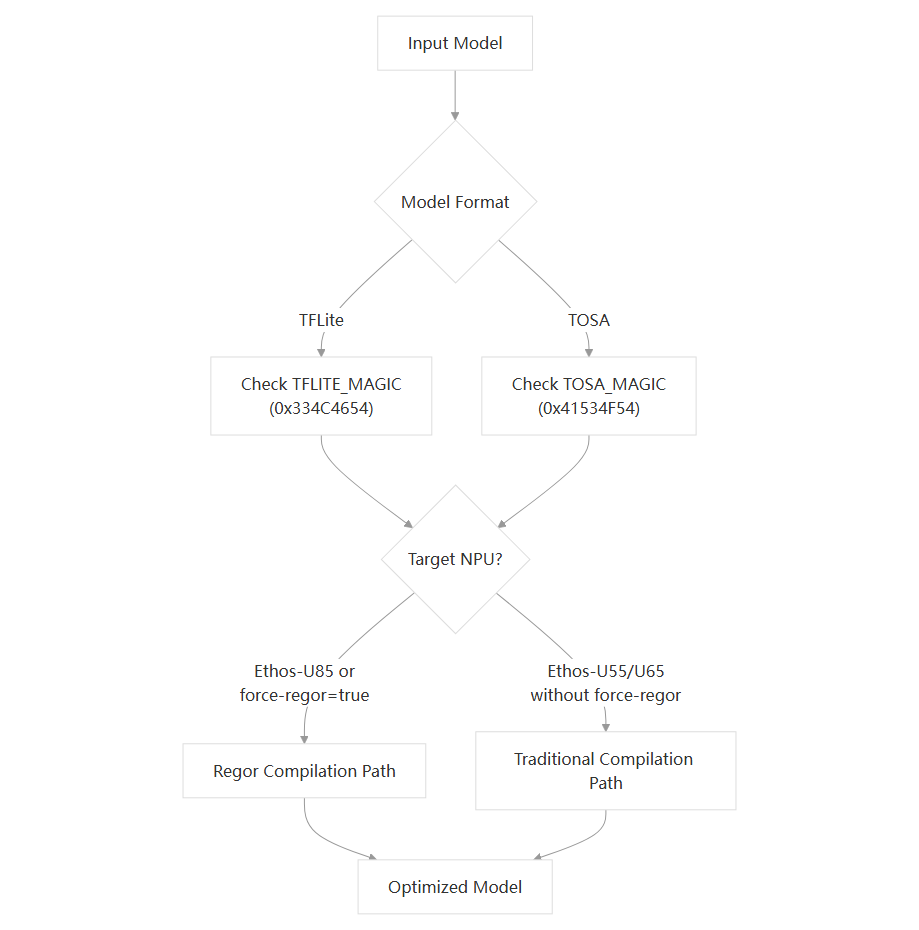 Input Model
Model Format
TFLite
TOSA
Check TFLITE_MAGIC
(0x334C4654)
Check TOSA_MAGIC
(0x41534F54)
Target NPU?
Ethos-U85 or
force-regor=true
Ethos-U55/U65
without force-regor
Regor Compilation Path
Traditional Compilation
Path
Optimized Model